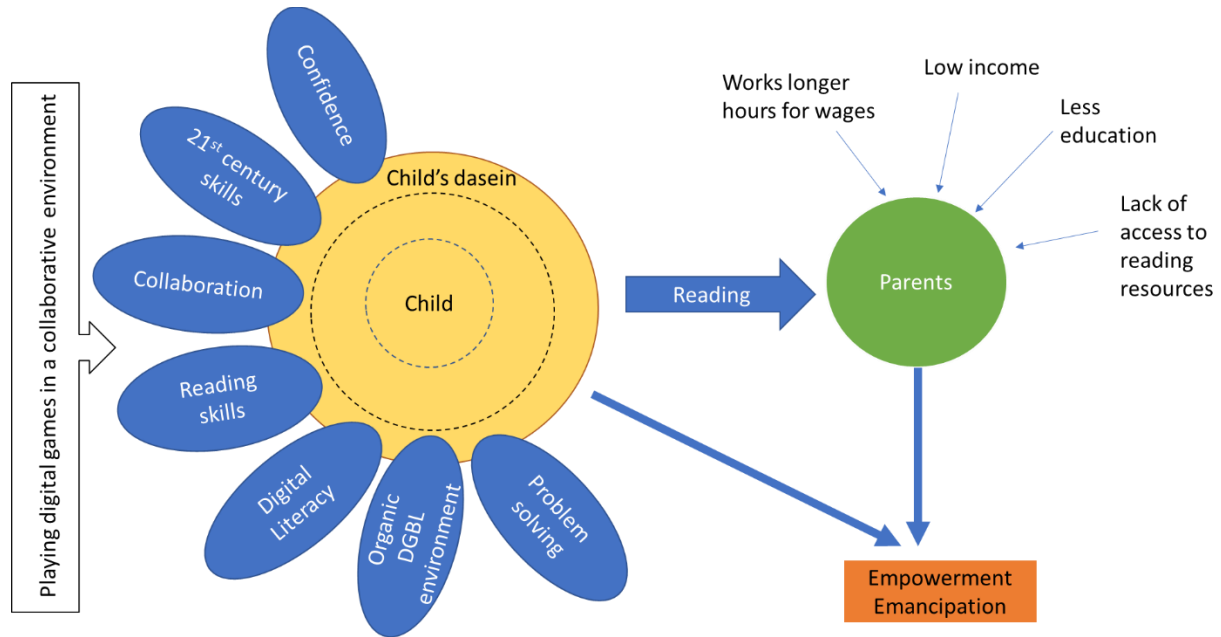 Playing digital games in a collaborative environment
Confidence
21st century
skills
Collaboration
Reading
skills
Digital
Literacy
Organic
DGBL
environment
Problem
solving
Child's dasein
Child
Reading
Works longer
hours for wages
Low income
Less
education
Lack of
access to
reading
resources
Parents
Empowerment
Emancipation